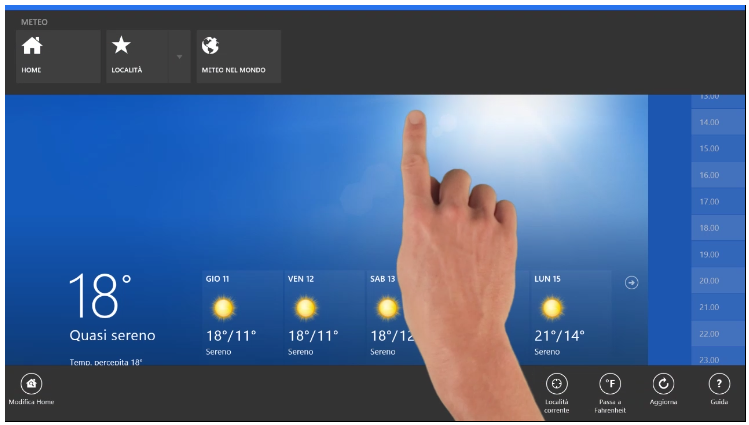 METEO
HOME
LOCALITÀ
METEO NEL MONDO
13.00
14.00
15.00
16.00
17.00
18.00
19.00
20.00
21.00
22.00
23.00
18°
Quasi sereno
Temp. percepita 18°
GIO 11
18°/11°
Sereno
VEN 12
18°/11°
Sereno
SAB 13
18°/12
Sereno
LUN 15
21°/14°
Sereno
Modifica Home
Località
corrente
°F
Passa a
Fahrenheit
Aggiorna
?
Guida